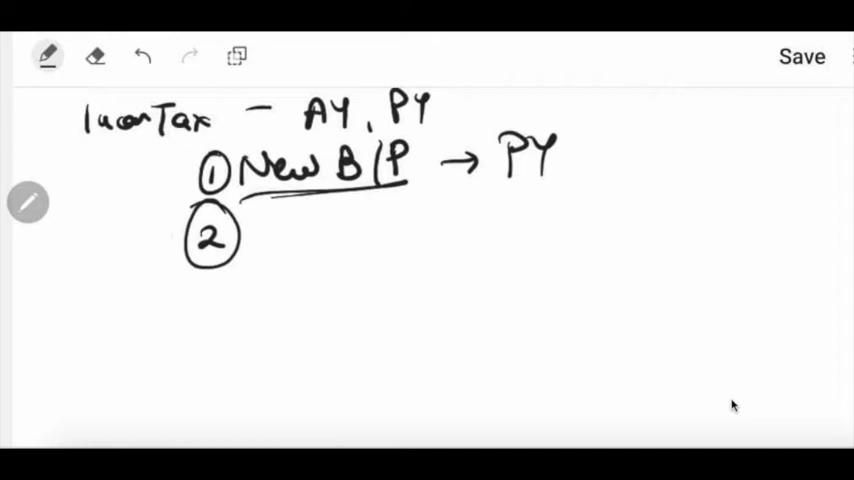 Save
IncomTax - AY, PY
① New B/P → PY
②